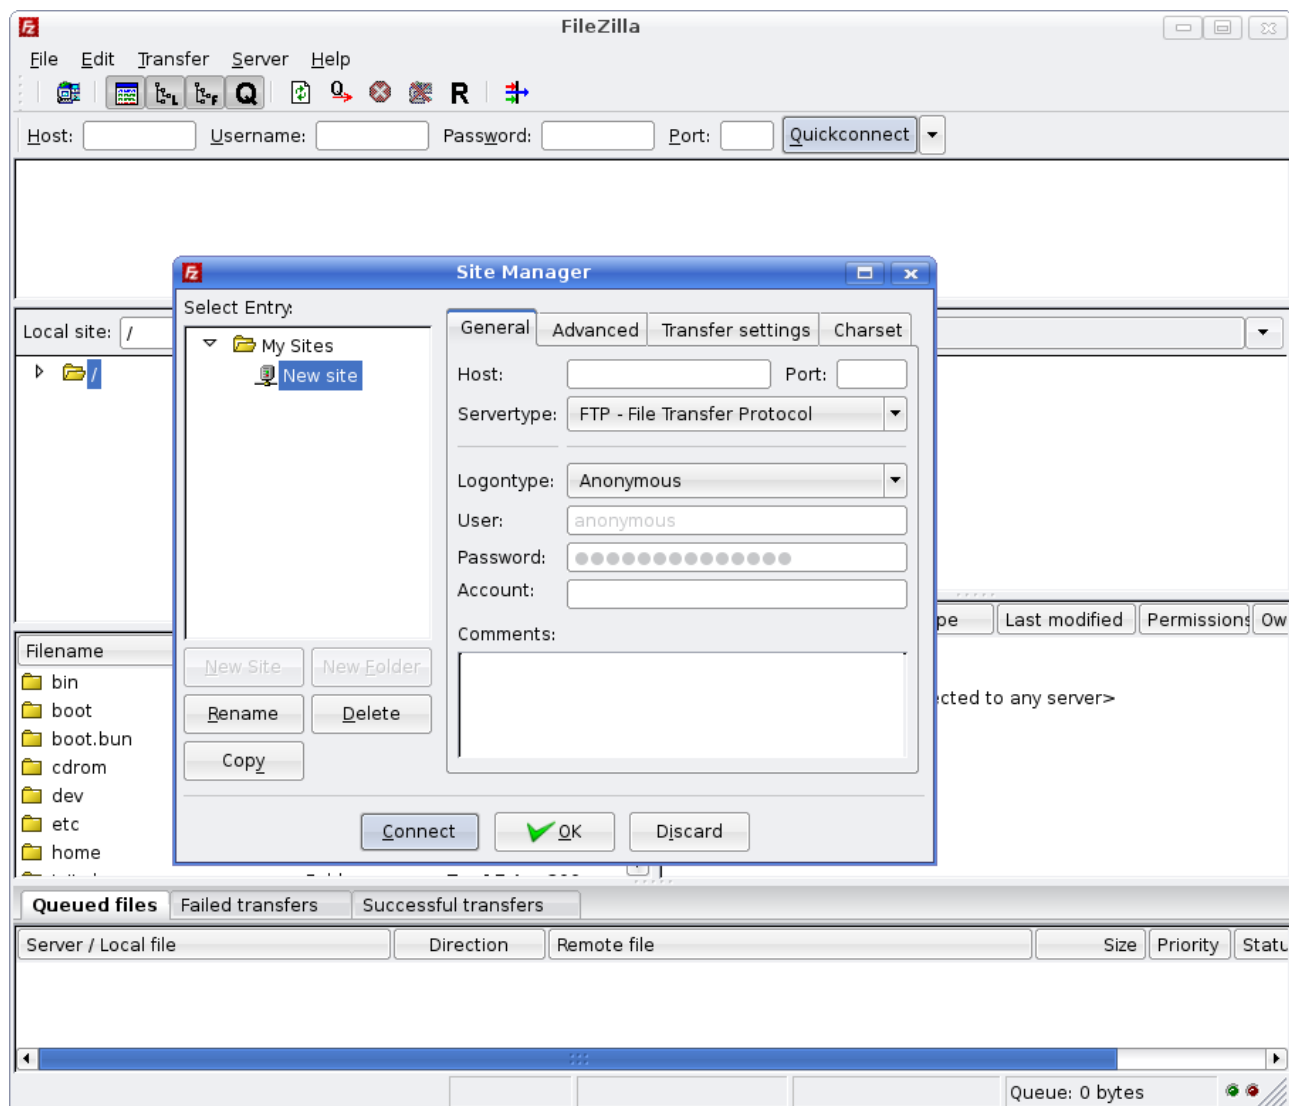 FileZilla
File Edit Transfer Server Help
Q Q R
Host: Username: Password: Port: Quickconnect
Site Manager
Select Entry:
My Sites
New site
New Site New Folder
Rename Delete
Copy
General Advanced Transfer settings Charset
Host: Port:
Servertype: FTP - File Transfer Protocol
Logontype: Anonymous
User: anonymous
Password:
Account:
Comments:
Connect OK Discard
Local site: /
/
Filename
bin
boot
boot.bun
cdrom
dev
etc
home
pe Last modified Permissions Ow
ected to any server>
Queued files Failed transfers Successful transfers
Server / Local file Direction Remote file Size Priority Statu
Queue: 0 bytes